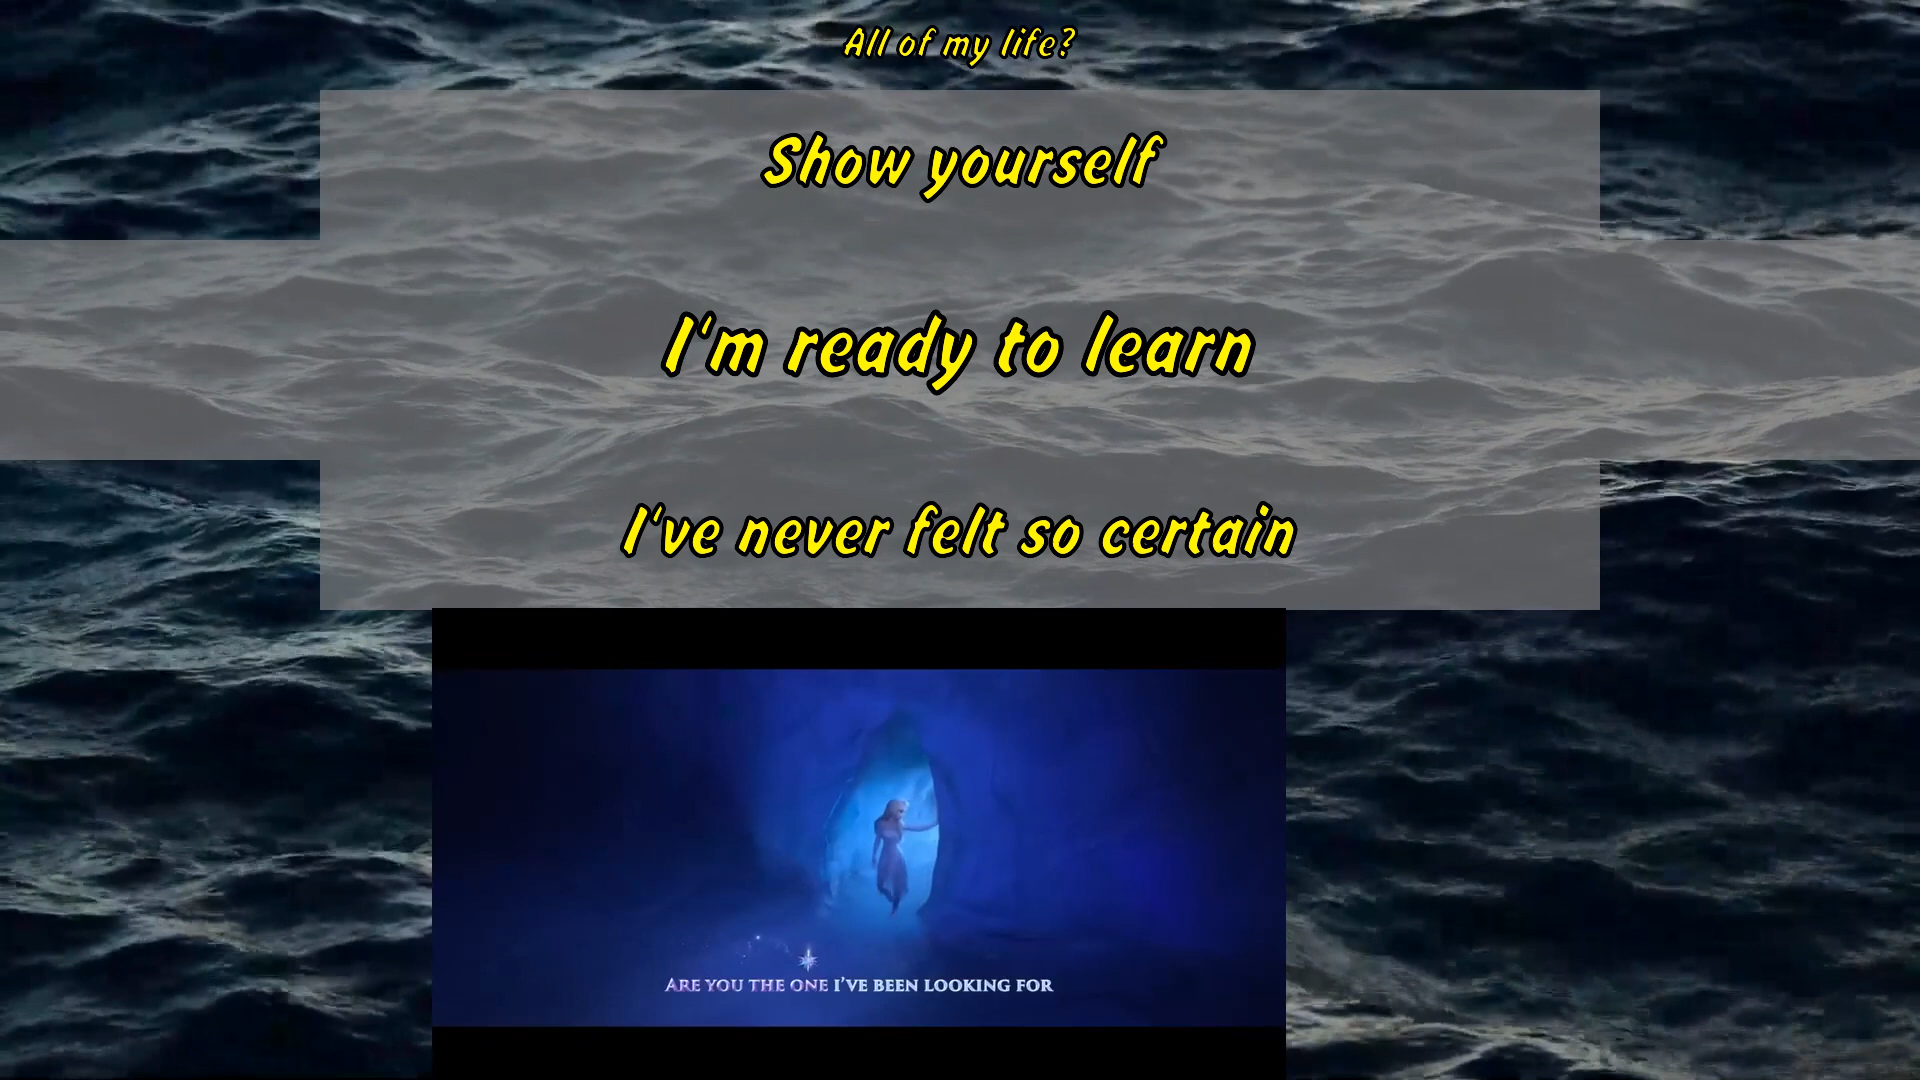 All of my life?
Show yourself
I'm ready to learn
I've never felt so certain
ARE YOU THE ONE I'VE BEEN LOOKING FOR